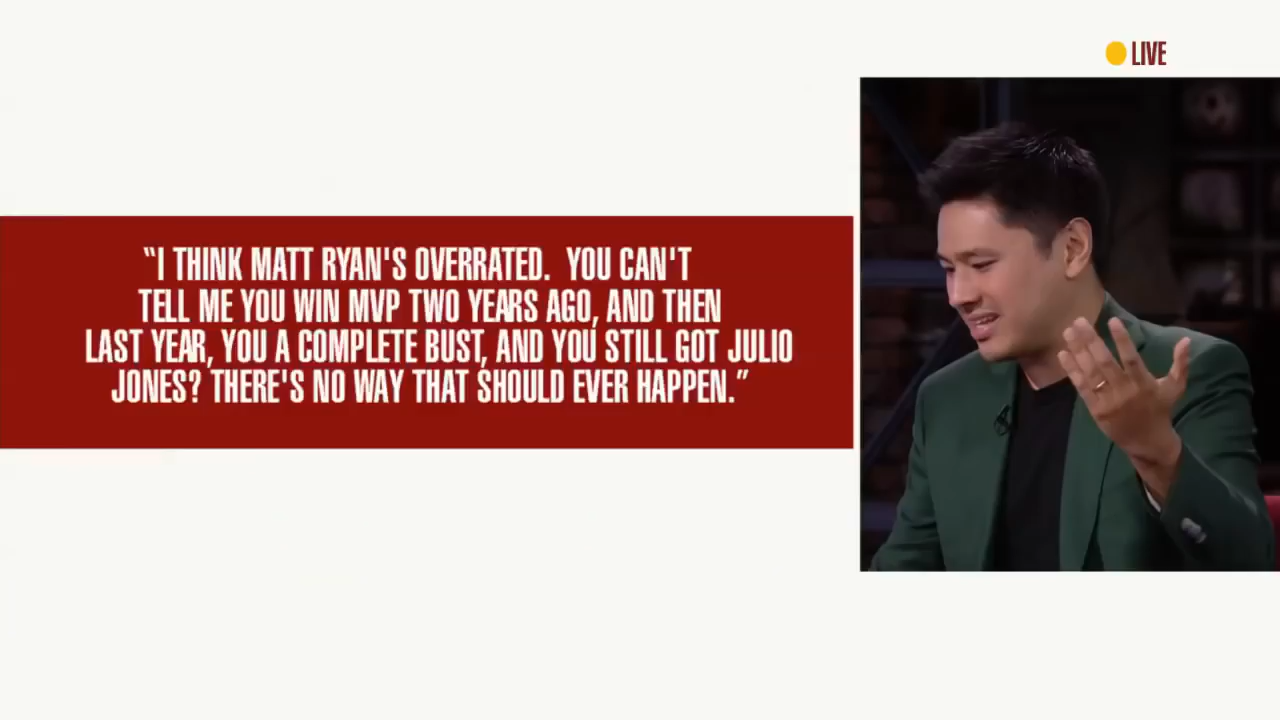 LIVE
“I THINK MATT RYAN'S OVERRATED.  YOU CAN'T
TELL ME YOU WIN MVP TWO YEARS AGO, AND THEN
LAST YEAR, YOU A COMPLETE BUST, AND YOU STILL GOT JULIO
JONES? THERE'S NO WAY THAT SHOULD EVER HAPPEN.”